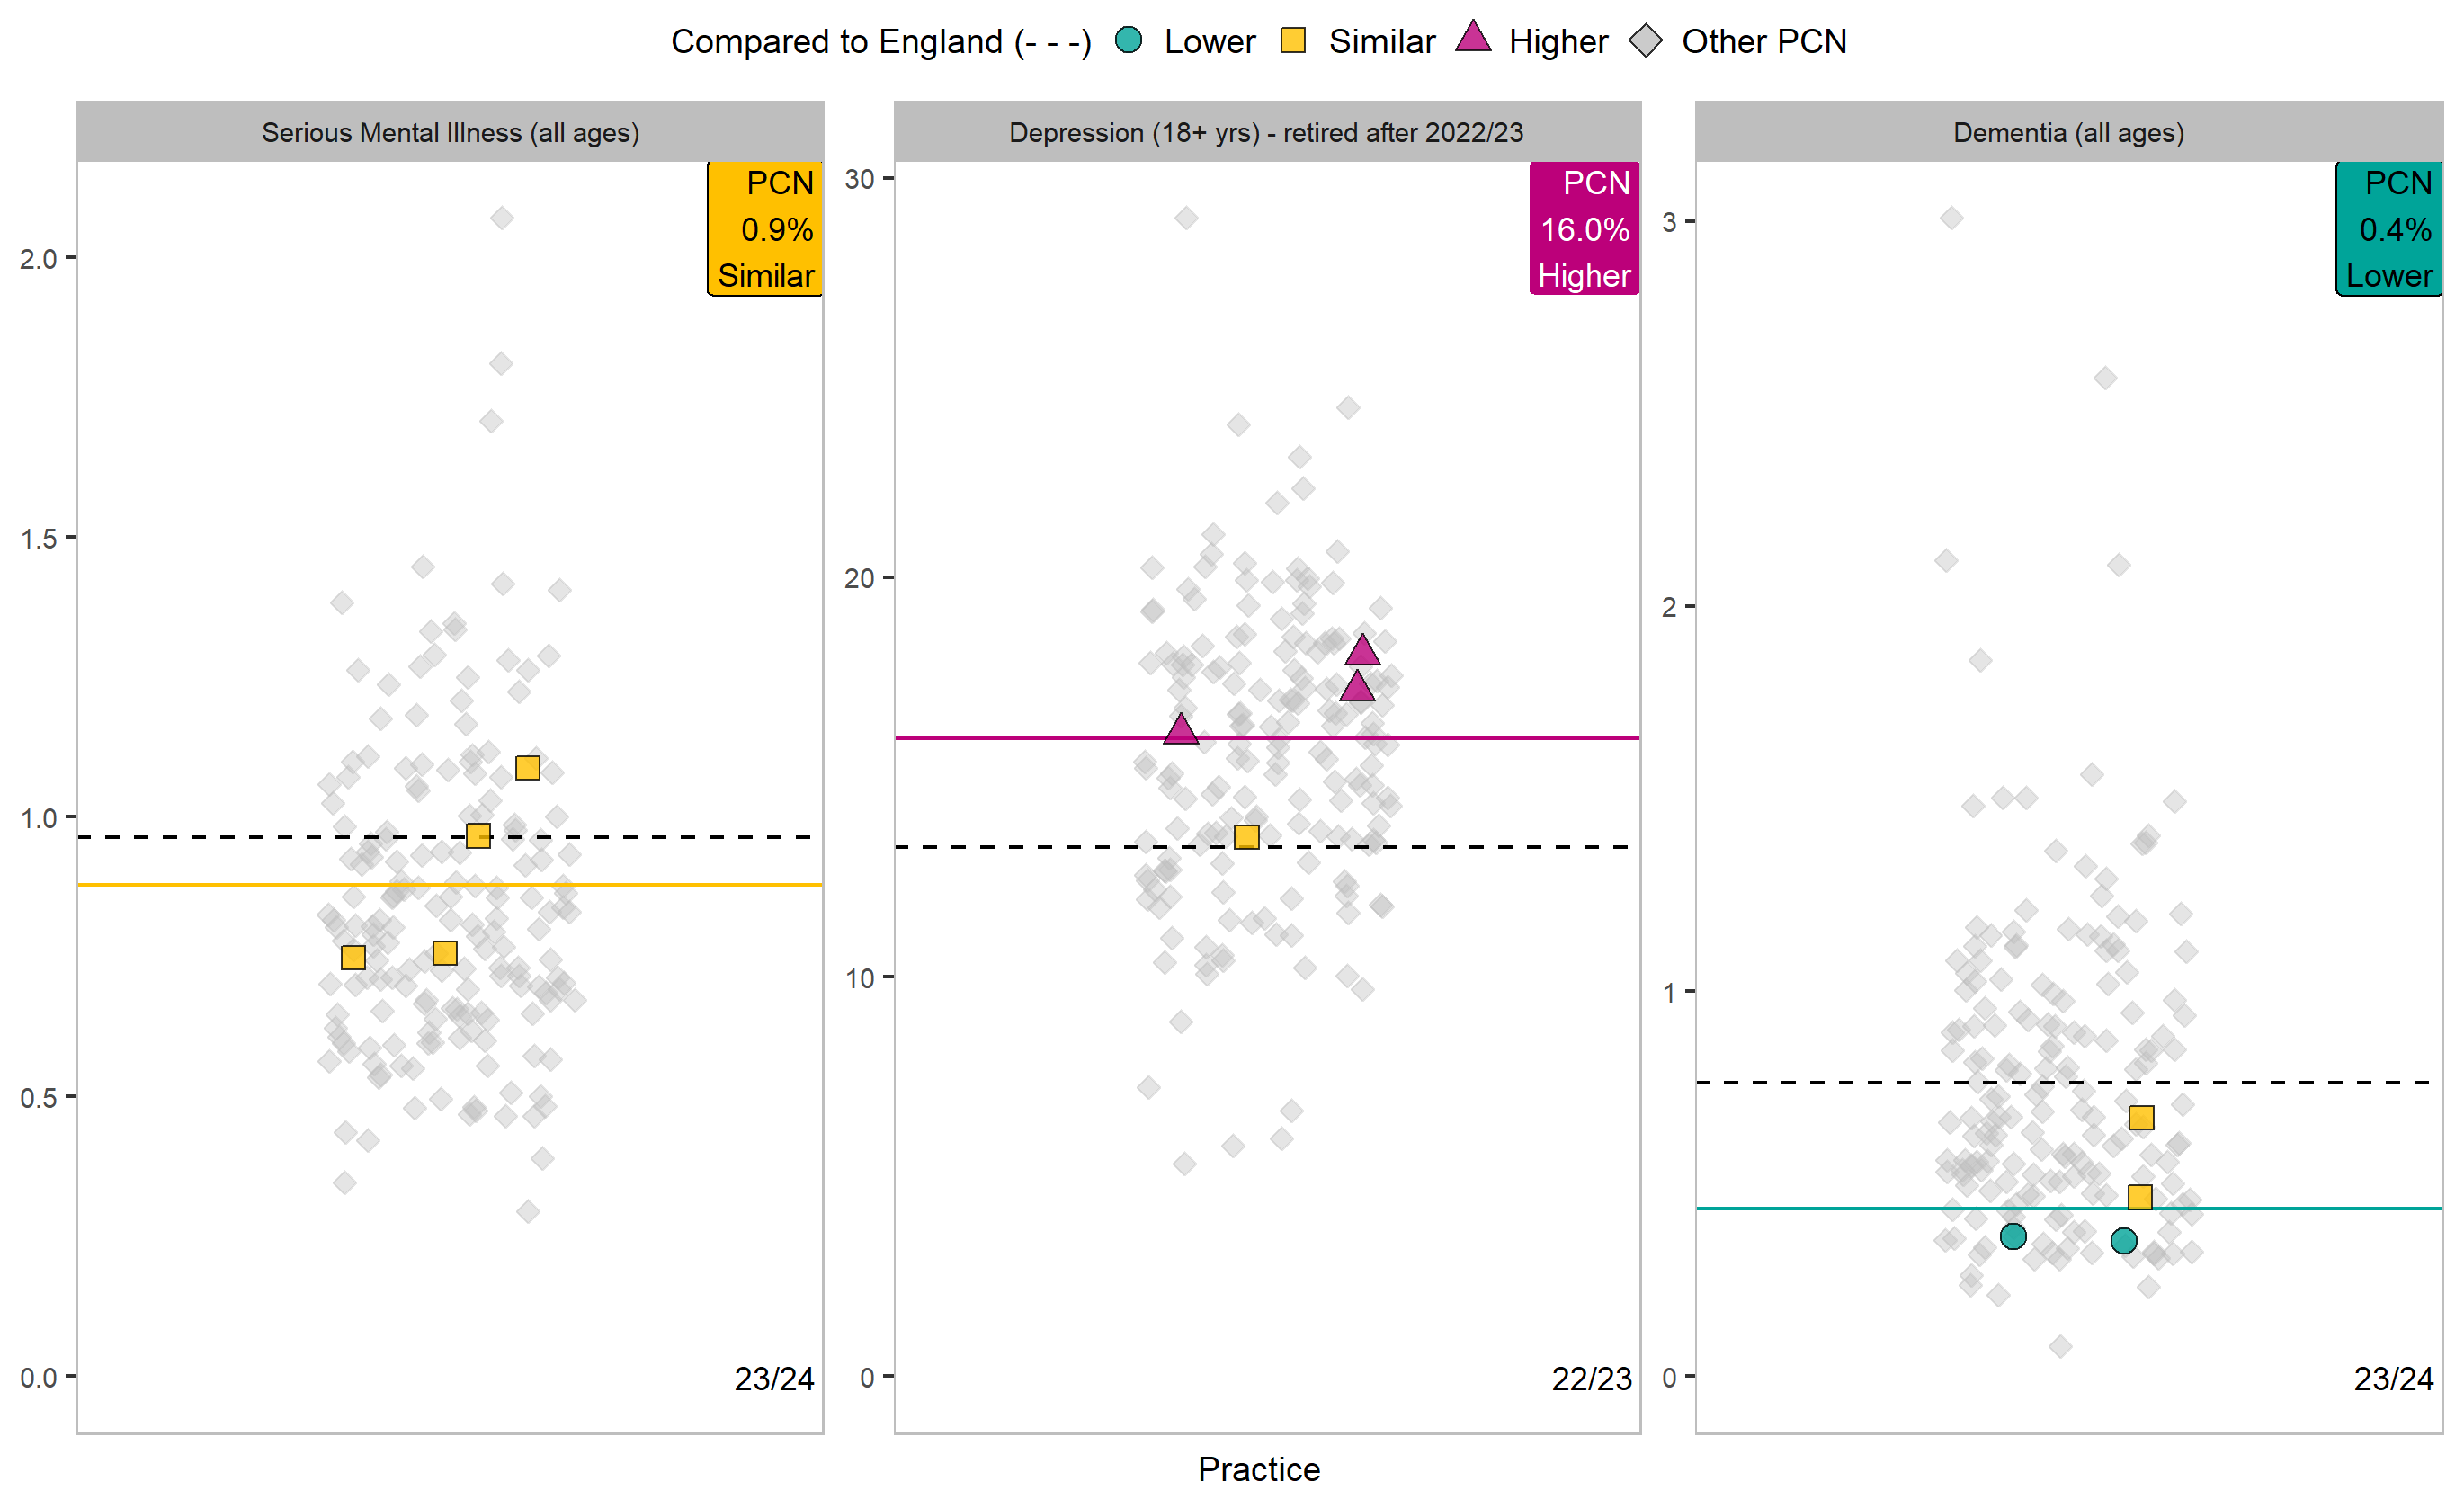 Compared to England (- - -) Lower Similar Higher Other PCN
Serious Mental Illness (all ages)
PCN
0.9%
Similar
2.0
1.5
1.0
0.5
0.0
23/24
Depression (18+ yrs) - retired after 2022/23
PCN
16.0%
Higher
30
20
10
0
22/23
Dementia (all ages)
PCN
0.4%
Lower
3
2
1
0
23/24
Practice